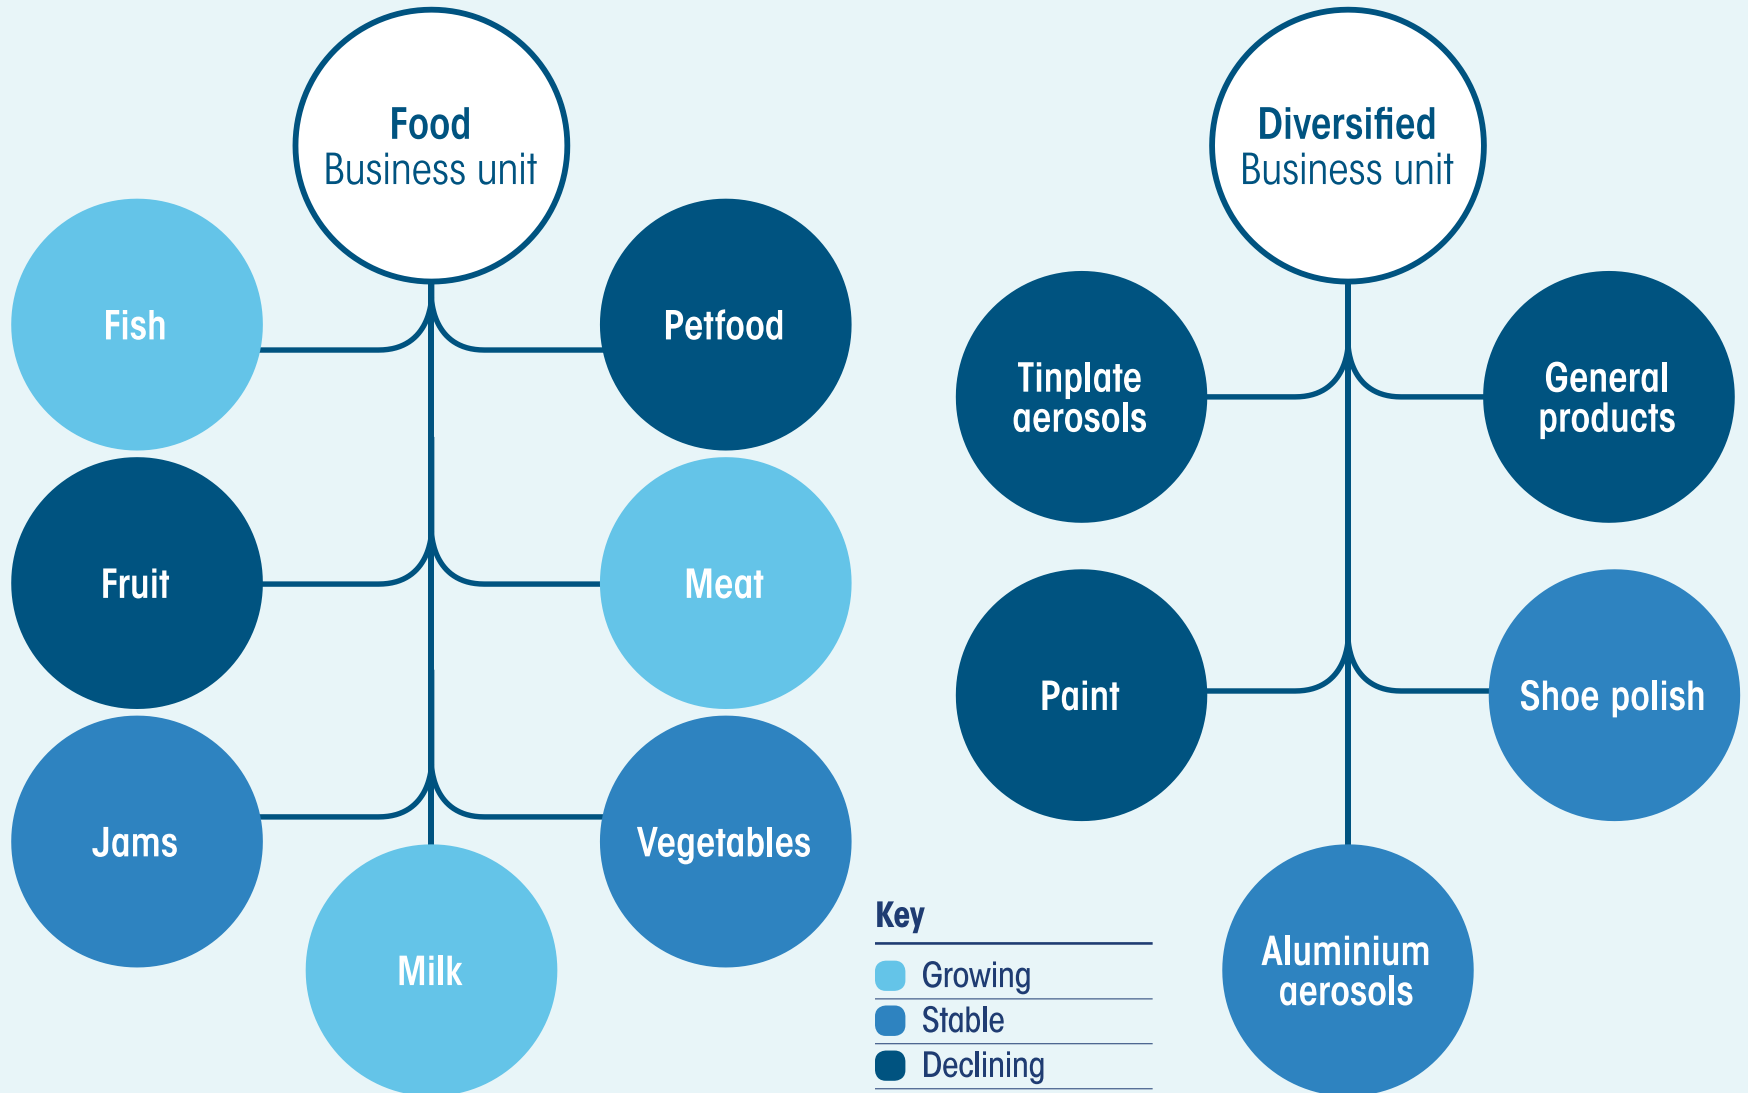 Food
Business unit
Fish
Petfood
Fruit
Meat
Jams
Vegetables
Milk
Diversified
Business unit
Tinplate
aerosols
General
products
Paint
Shoe polish
Aluminium
aerosols
Key
Growing
Stable
Declining